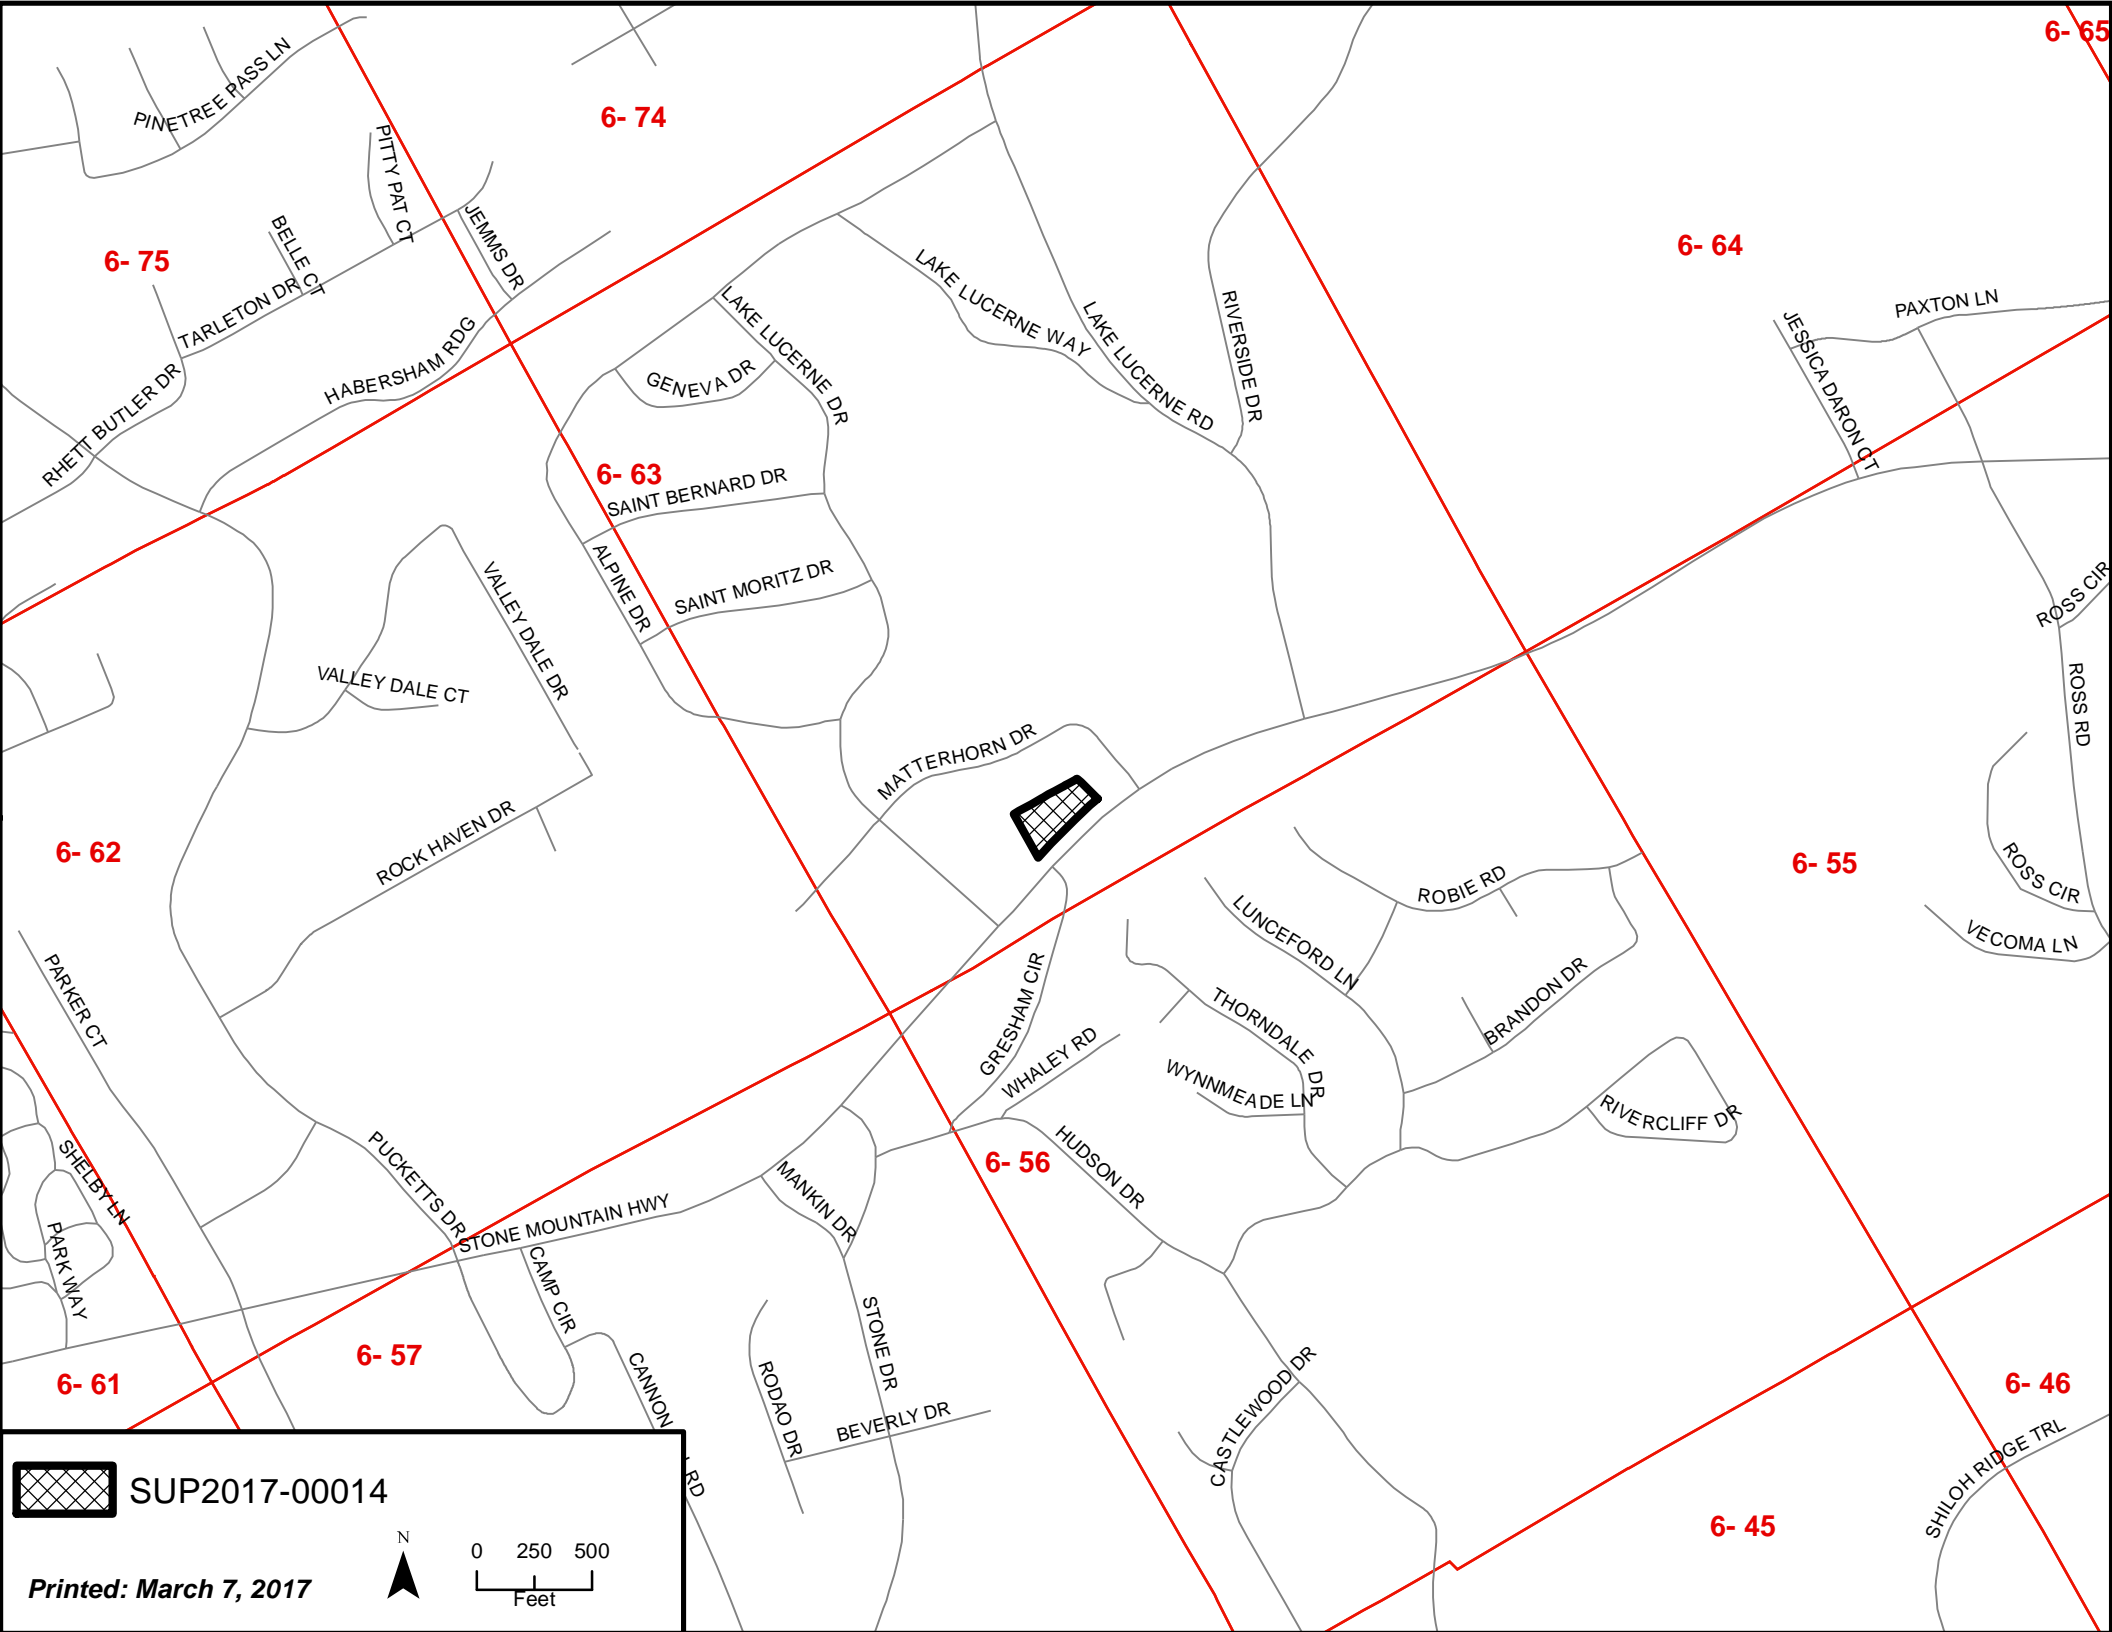 6- 65
PINETREE PASS LN
6- 74
PITTY PAT CT
JEMMS DR
BELLE CT
6- 75
6- 64
LAKE LUCERNE WAY
TARLETON DR
LAKE LUCERNE DR
LAKE LUCERNE RD
RIVERSIDE DR
PAXTON LN
JESSICA DARON CT
HABERSHAM RDG
GENEVA DR
RHETT BUTLER DR
6- 63
SAINT BERNARD DR
ALPINE DR
SAINT MORITZ DR
VALLEY DALE DR
ROSS CIR
VALLEY DALE CT
ROSS RD
MATTERHORN DR
ROCK HAVEN DR
6- 62
6- 55
ROBIE RD
ROSS CIR
LUNCEFORD LN
VECOMA LN
PARKER CT
GRESHAM CIR
THORNDALE DR
BRANDON DR
WHALEY RD
WYNNMEADE LN
RIVERCLIFF DR
SHELBY LN
PUCKETTS DR
6- 56
HUDSON DR
MANKIN DR
STONE MOUNTAIN HWY
PARK WAY
CAMP CIR
STONE DR
6- 57
6- 61
CANNON
RD
RODAO DR
BEVERLY DR
CASTLEWOOD DR
6- 46
SHILOH RIDGE TRL
6- 45
SUP2017-00014
N
0 250 500
Feet
Printed: March 7, 2017